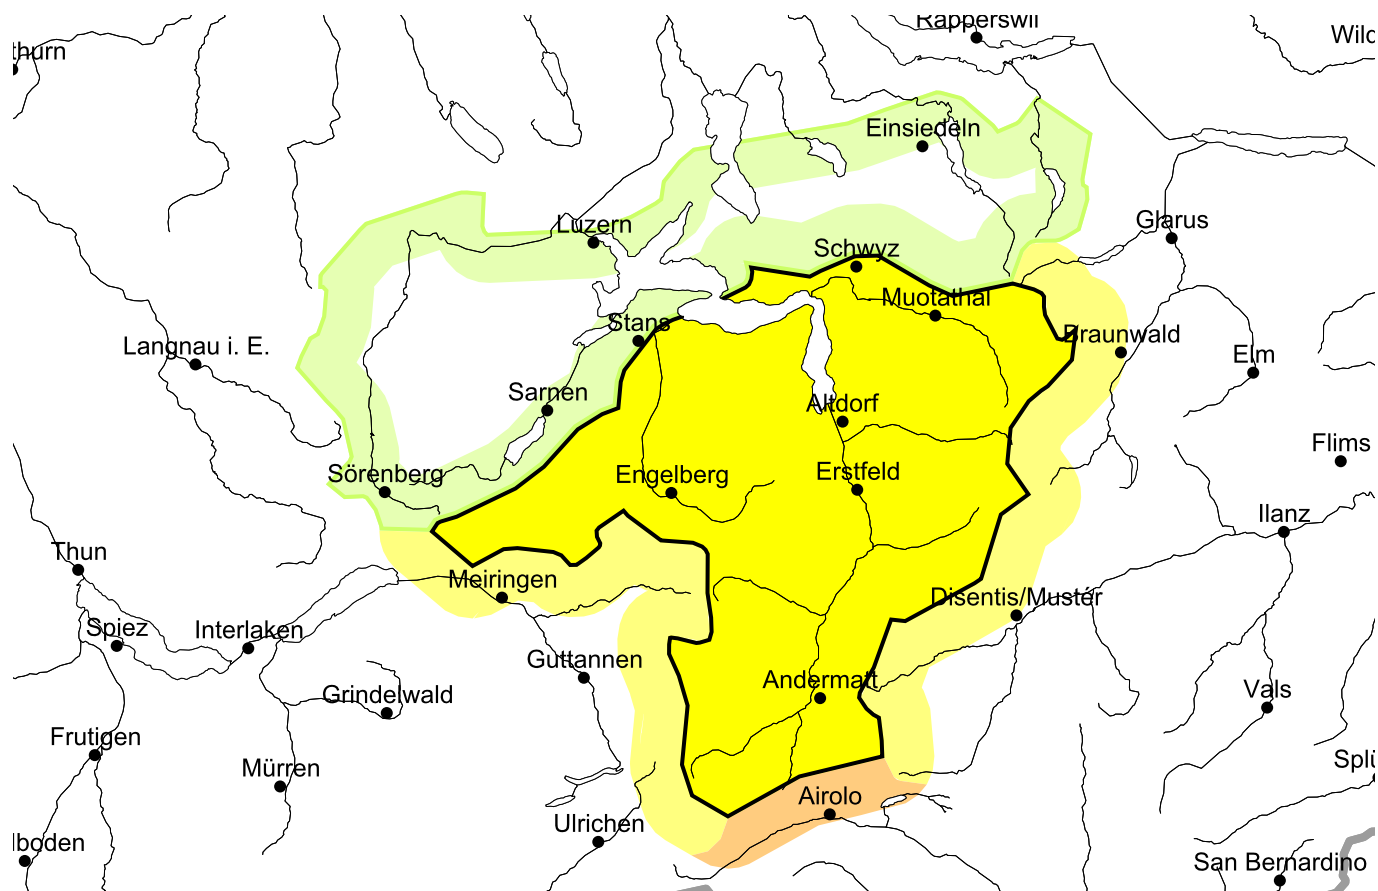 Rapperswil
Wild
thurn
Einsiedeln
Glarus
Luzern
Schwyz
Muotathal
Stans
Braunwald
Langnau i. E.
Elm
Sarnen
Altdorf
Flims
Sörenberg
Engelberg
Erstfeld
Ilanz
Thun
Meiringen
Disentis/Mustér
Spiez
Interlaken
Guttannen
Andermatt
Vals
Grindelwald
Frutigen
Mürren
Splü
Airolo
Ulrichen
lboden
San Bernardino